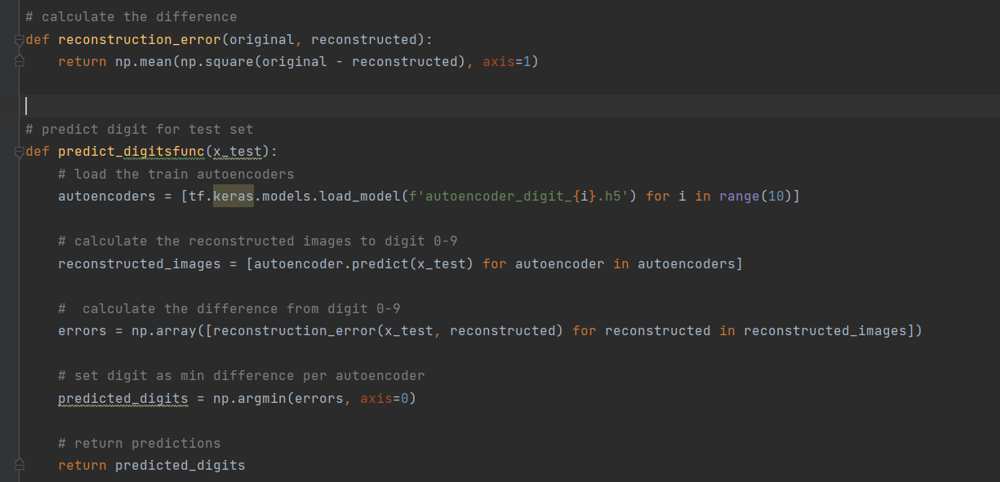 # calculate the difference
def reconstruction_error(original, reconstructed):
    return np.mean(np.square(original - reconstructed), axis=1)
# predict digit for test set
def predict_digitsfunc(x_test):
    # load the train autoencoders
    autoencoders = [tf.keras.models.load_model(f'autoencoder_digit_{i}.h5') for i in range(10)]
    # calculate the reconstructed images to digit 0-9
    reconstructed_images = [autoencoder.predict(x_test) for autoencoder in autoencoders]
    #  calculate the difference from digit 0-9
    errors = np.array([reconstruction_error(x_test, reconstructed) for reconstructed in reconstructed_images])
    # set digit as min difference per autoencoder
    predicted_digits = np.argmin(errors, axis=0)
    # return predictions
    return predicted_digits